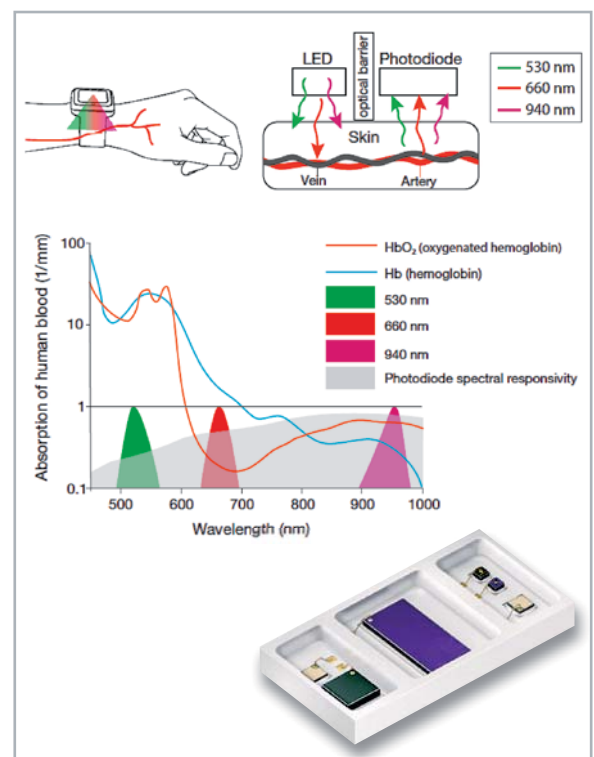 LED
optical barrier
Photodiode
530 nm
660 nm
940 nm
Skin
Vein
Artery
HbO₂ (oxygenated hemoglobin)
Hb (hemoglobin)
530 nm
660 nm
940 nm
Photodiode spectral responsivity
Absorption of human blood (1/mm)
100
10
1
0.1
500
600
700
800
900
1000
Wavelength (nm)